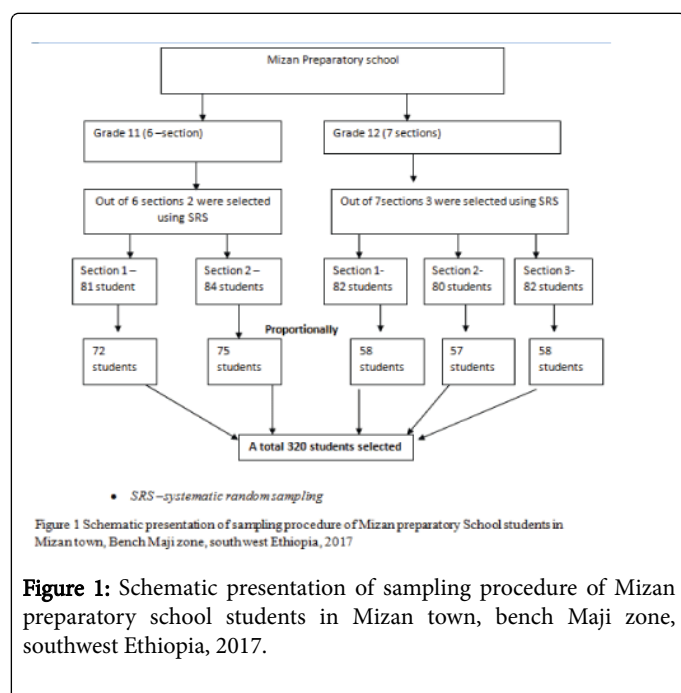 Mizan Preparatory school
Grade 11 (6 –section)
Grade 12 (7 sections)
Out of 6 sections 2 were selected
using SRS
Out of 7sections 3 were selected using SRS
Section 1 –
81 student
Section 2 –
84 students
Section 1-
82 students
Section 2-
80 students
Section 3-
82 students
Proportionally
72
students
75
students
58
students
57
students
58
students
A total 320 students selected
• SRS –systematic random sampling
Figure 1 Schematic presentation of sampling procedure of Mizan preparatory School students in
Mizan town, Bench Maji zone, south west Ethiopia, 2017
Figure 1: Schematic presentation of sampling procedure of Mizan
preparatory school students in Mizan town, bench Maji zone,
southwest Ethiopia, 2017.